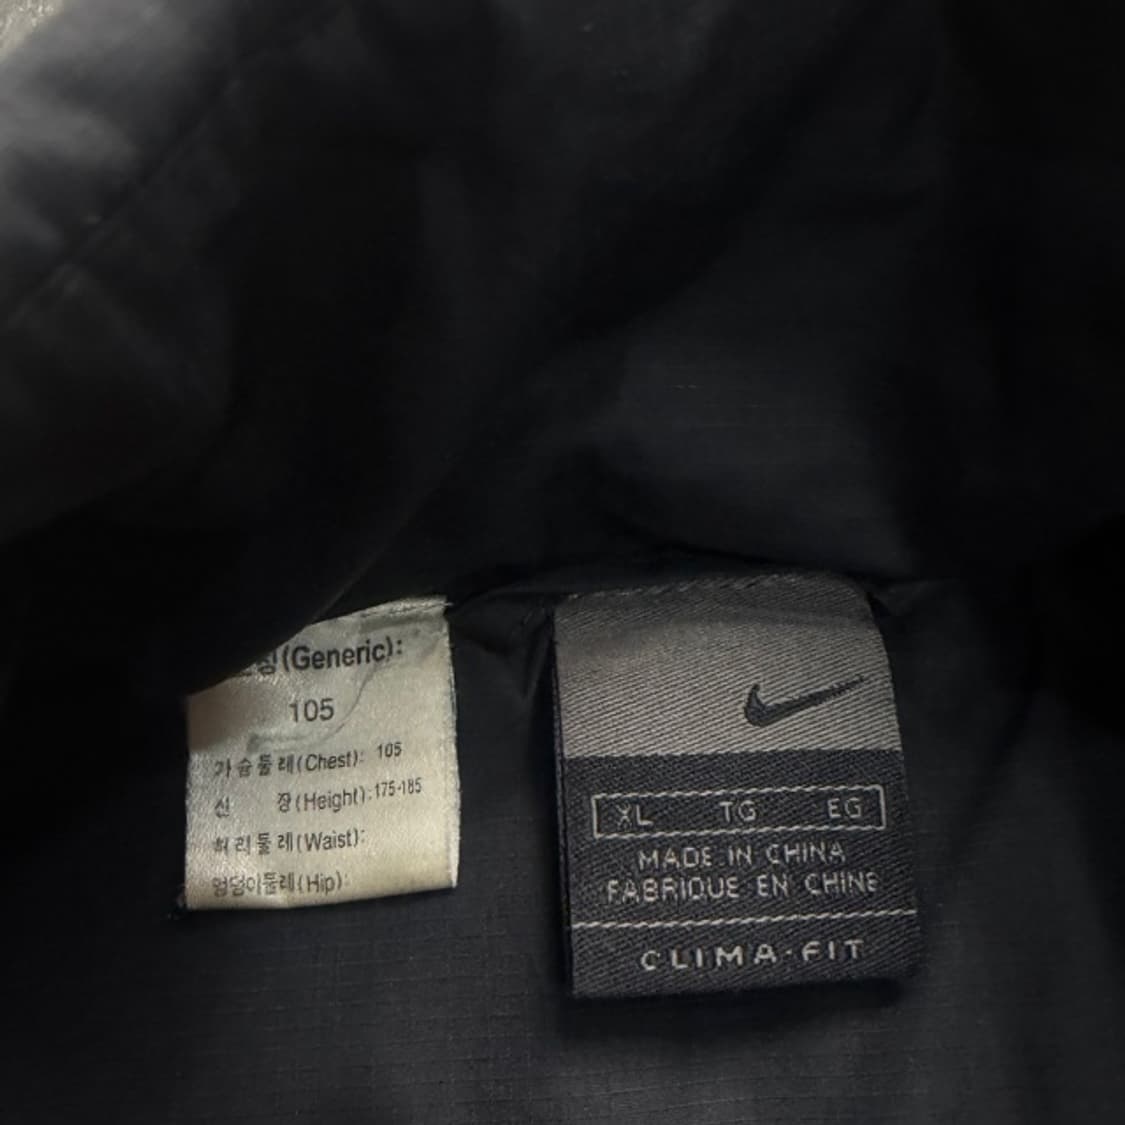 (Generic):
105
가슴둘레(Chest): 105
신 장(Height):175-185
허리둘레(Waist):
엉덩이둘레(Hip):
XL TG EG
MADE IN CHINA
FABRIQUE EN CHINE
CLIMA·FIT